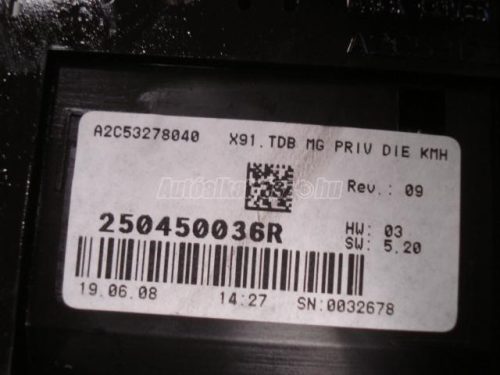 A2C53278040 X91.TDB MG PRIV DIE KMH
Rev.: 09
250450036R
HW: 03
SW: 5.20
19.06.08 14:27 SN:0032678